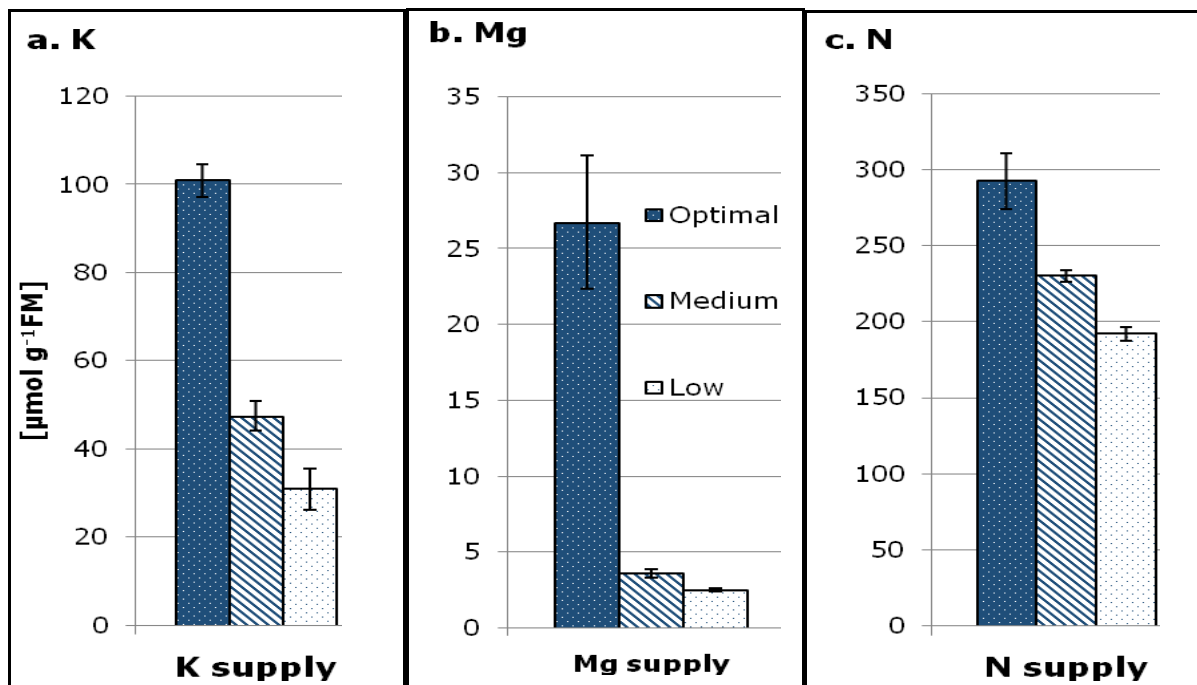 a. K
120
100
80
60
40
20
0
[µmol g⁻¹FM]
K supply
b. Mg
35
30
25
20
15
10
5
0
Optimal
Medium
Low
Mg supply
c. N
350
300
250
200
150
100
50
0
N supply